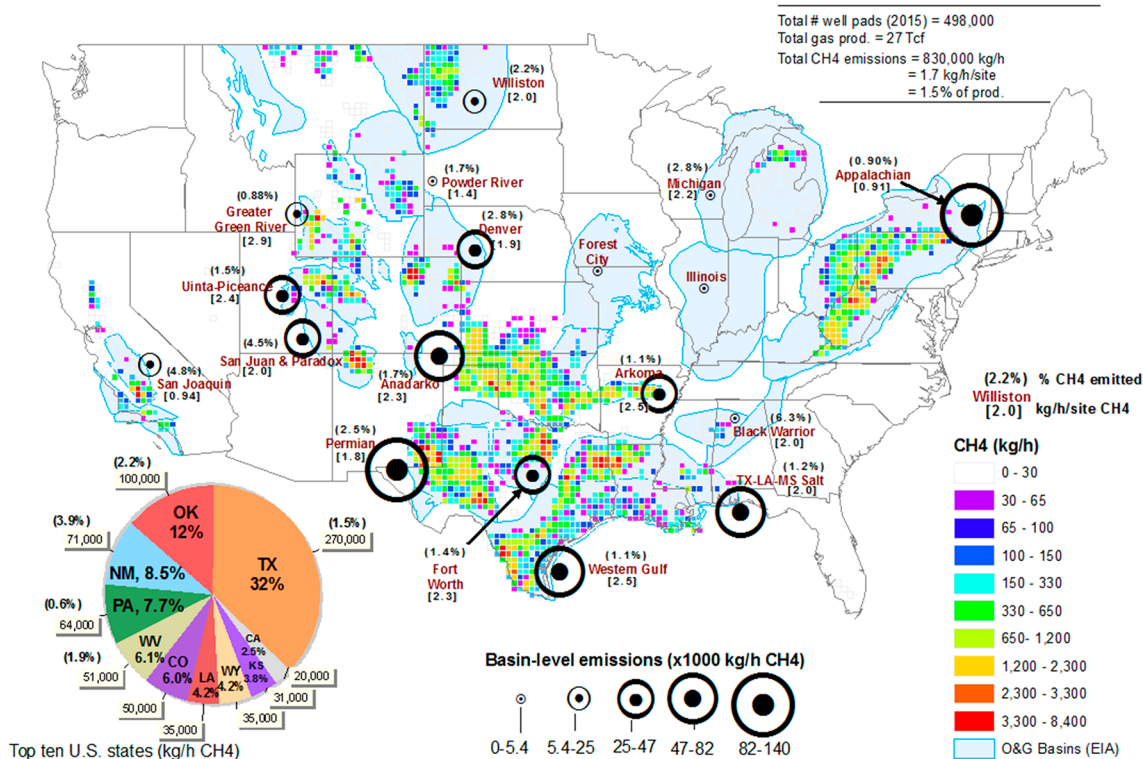 Total # well pads (2015) = 498,000
Total gas prod. = 27 Tcf
Total CH4 emissions = 830,000 kg/h
= 1.7 kg/h/site
= 1.5% of prod.
(2.2%)
Williston
[2.0]
(1.7%)
Powder River
[1.4]
(0.88%)
Greater
Green River
[2.9]
(2.8%)
Denver
[1.9]
(2.8%)
Michigan
[2.2]
(0.90%)
Appalachian
[0.91]
Forest
City
Illinois
(1.5%)
Uinta-Piceance
[2.4]
(4.5%)
San Juan & Paradox
[2.0]
(4.8%)
San Joaquin
[0.94]
(1.7%)
Anadarko
[2.3]
(1.1%)
Arkoma
[2.5]
(6.3%)
Black Warrior
[2.0]
(2.5%)
Permian
[1.8]
(1.2%)
TX-LA-MS Salt
[2.0]
(1.4%)
Fort
Worth
[2.3]
(1.1%)
Western Gulf
[2.5]
(2.2%) % CH4 emitted
Williston
[2.0] kg/h/site CH4
CH4 (kg/h)
0 - 30
30 - 65
65 - 100
100 - 150
150 - 330
330 - 650
650- 1,200
1,200 - 2,300
2,300 - 3,300
3,300 - 8,400
O&G Basins (EIA)
(2.2%)
100,000
OK
12%
(1.5%)
270,000
TX
32%
(3.9%)
71,000
NM, 8.5%
(0.6%)
64,000
PA, 7.7%
(1.9%)
51,000
WV
6.1%
50,000
CO
6.0%
35,000
LA
4.2%
35,000
WY
4.2%
31,000
KS
3.8%
20,000
CA
2.5%
Top ten U.S. states (kg/h CH4)
Basin-level emissions (x1000 kg/h CH4)
0-5.4
5.4-25
25-47
47-82
82-140